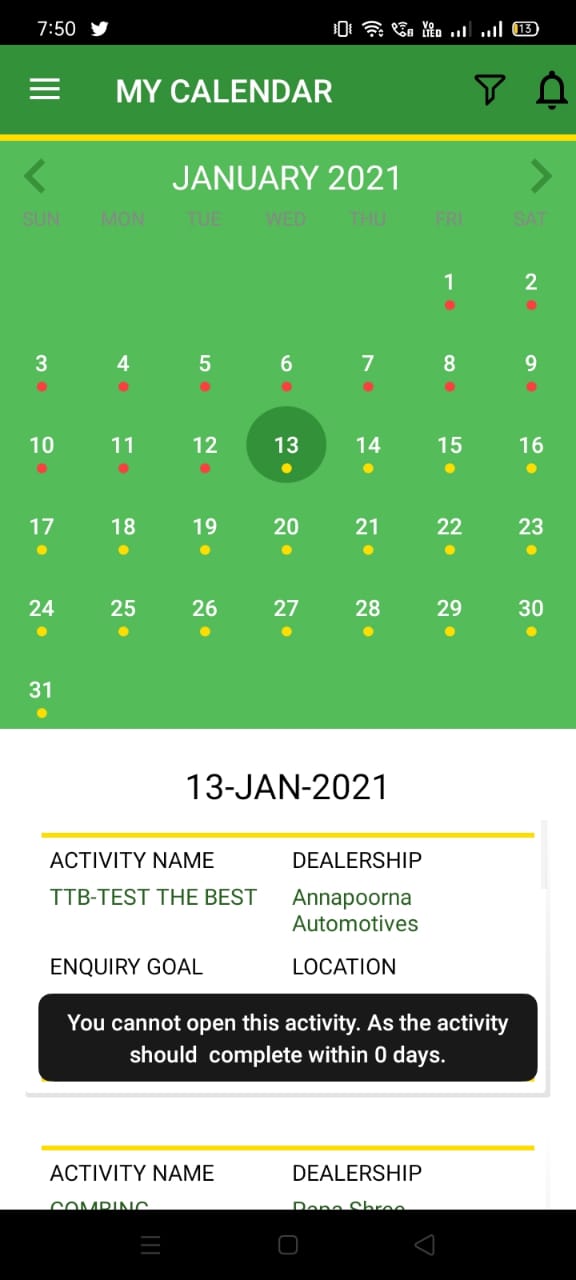 7:50
Vo
LTED
13
MY CALENDAR
JANUARY 2021
SUN MON TUE WED THU FRI SAT
1 2
3 4 5 6 7 8 9
10 11 12 13 14 15 16
17 18 19 20 21 22 23
24 25 26 27 28 29 30
31
13-JAN-2021
ACTIVITY NAME DEALERSHIP
TTB-TEST THE BEST Annapoorna
Automotives
ENQUIRY GOAL LOCATION
You cannot open this activity. As the activity
should  complete within 0 days.
ACTIVITY NAME DEALERSHIP